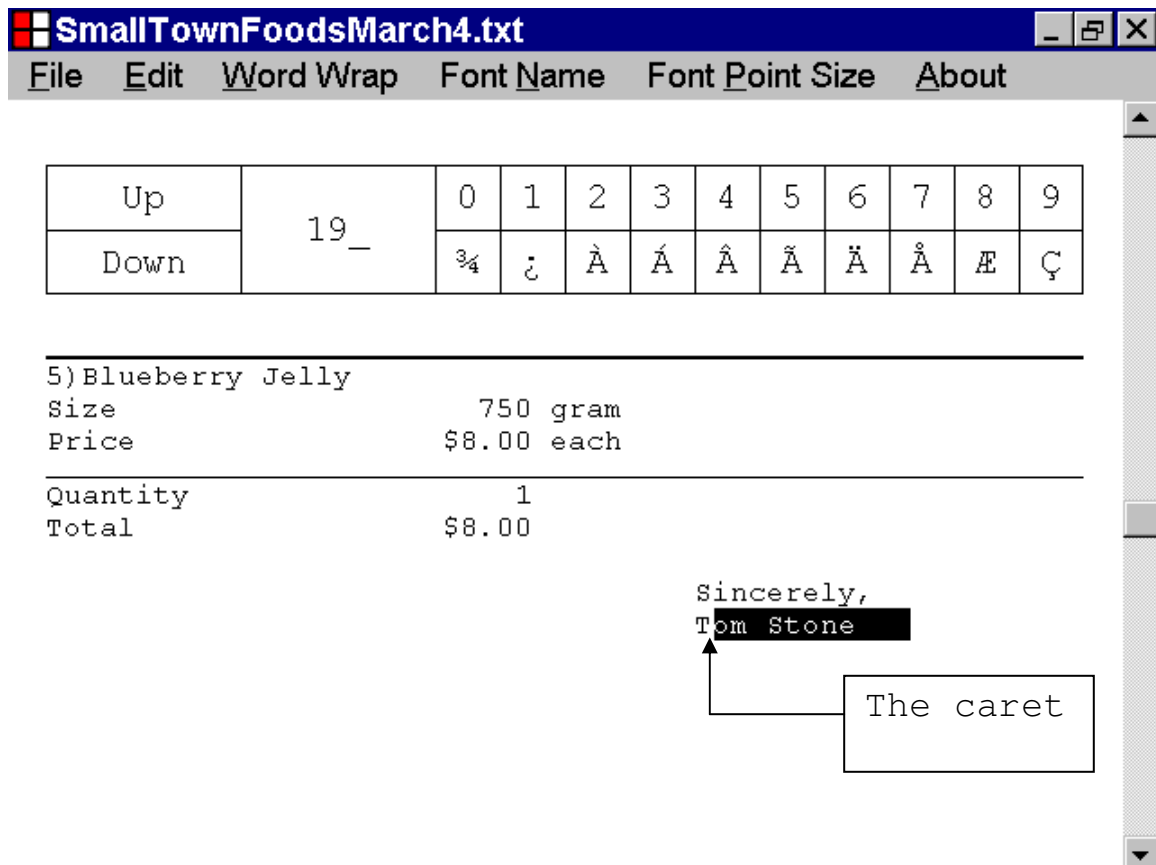 SmallTownFoodsMarch4.txt
File Edit Word Wrap Font Name Font Point Size About
Up 19_ 0 1 2 3 4 5 6 7 8 9
Down ¾ ¿ À Á Â Ã Ä Å Æ Ç
5)Blueberry Jelly
Size 750 gram
Price $8.00 each
Quantity 1
Total $8.00
Sincerely,
Tom Stone
The caret